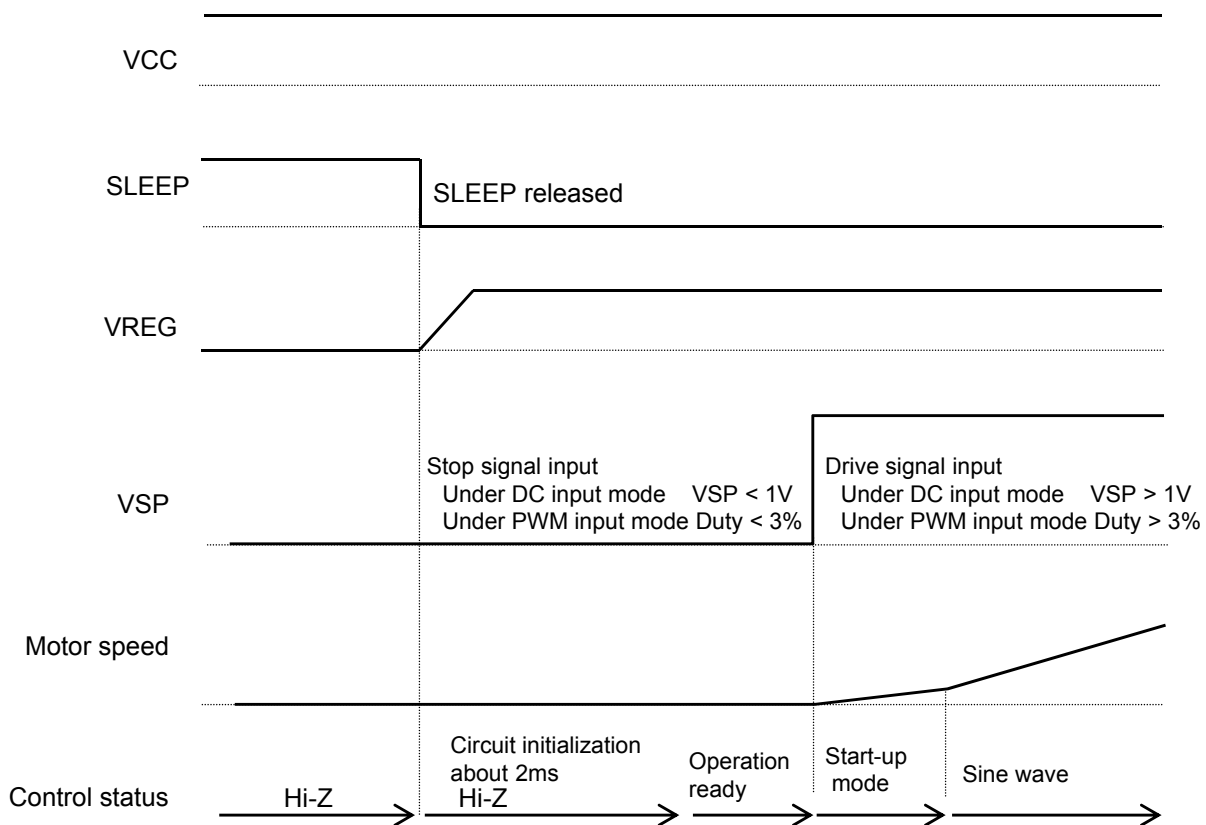 VCC
SLEEP
SLEEP released
VREG
VSP
Stop signal input
Under DC input mode VSP < 1V
Under PWM input mode Duty < 3%
Drive signal input
Under DC input mode VSP > 1V
Under PWM input mode Duty > 3%
Motor speed
Control status
Hi-Z
Circuit initialization
about 2ms
Hi-Z
Operation
ready
Start-up
mode
Sine wave